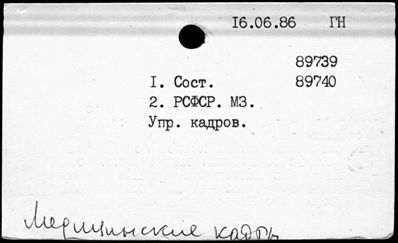 16.06.86 ГН
89739
I. Сост. 89740
2. РСФСР. МЗ.
Упр. кадров.
Медицинские кадры